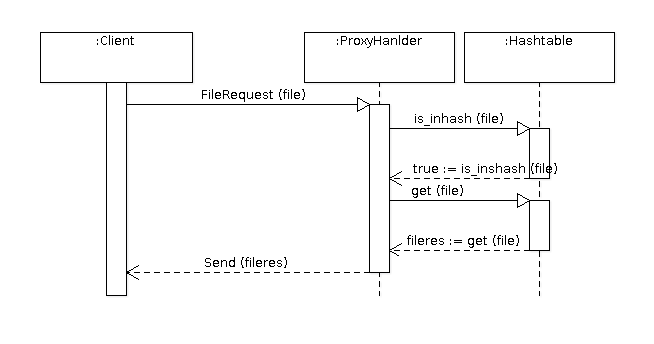 :Client
:ProxyHanlder
:Hashtable
FileRequest (file)
is_inhash (file)
true := is_inshash (file)
get (file)
fileres := get (file)
Send (fileres)